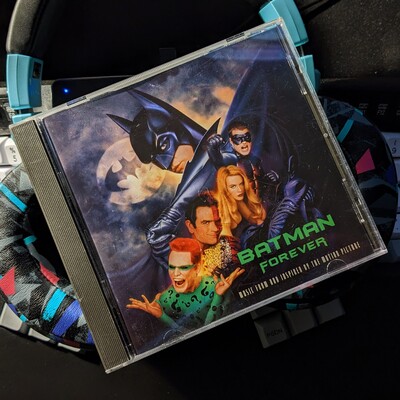 BATMAN
FOREVER
MUSIC FROM AND INSPIRED BY THE MOTION PICTURE